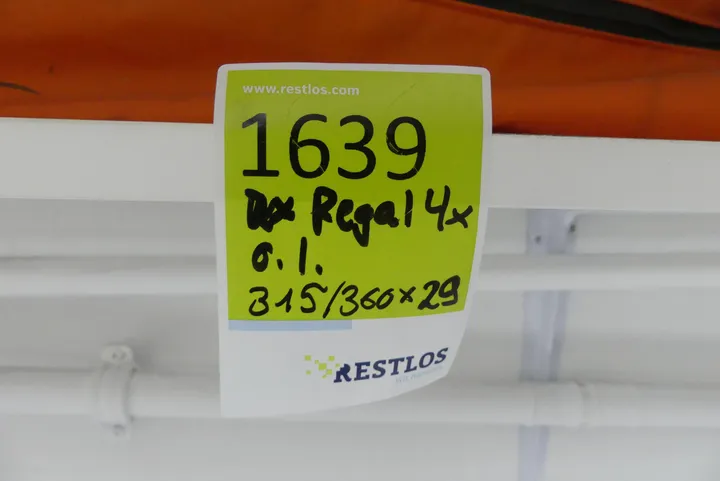 www.restlos.com
1639
Regal 4x
o. l.
315/360x29
RESTLOS